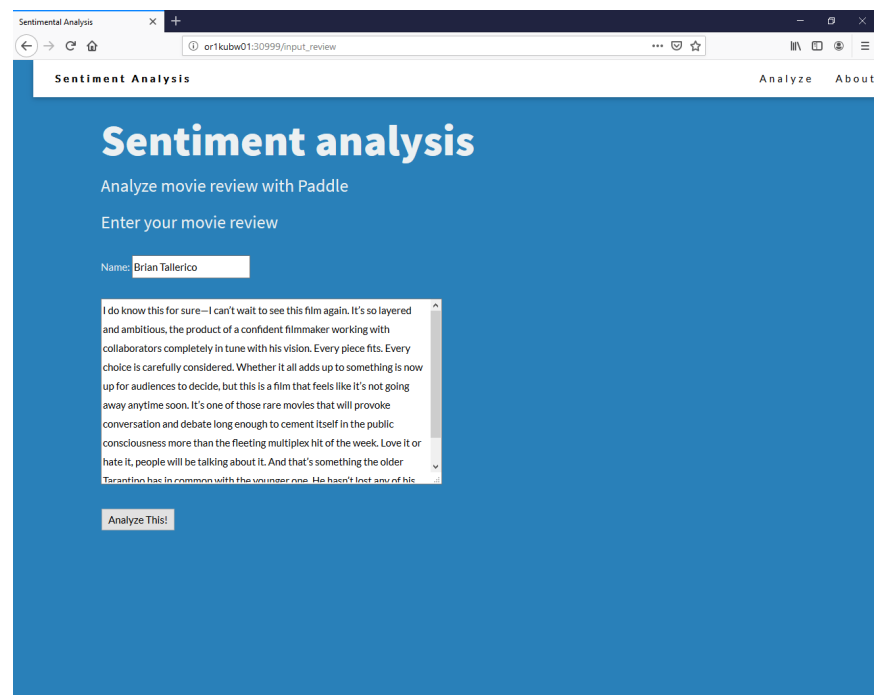 Sentimental Analysis
or1kubw01:30999/input_review
Sentiment Analysis
Analyze About
Sentiment analysis
Analyze movie review with Paddle
Enter your movie review
Name: Brian Tallerico
I do know this for sure—I can't wait to see this film again. It's so layered
and ambitious, the product of a confident filmmaker working with
collaborators completely in tune with his vision. Every piece fits. Every
choice is carefully considered. Whether it all adds up to something is now
up for audiences to decide, but this is a film that feels like it's not going
away anytime soon. It's one of those rare movies that will provoke
conversation and debate long enough to cement itself in the public
consciousness more than the fleeting multiplex hit of the week. Love it or
hate it, people will be talking about it. And that's something the older
Tarantino has in common with the younger one. He hasn't lost any of his
Analyze This!